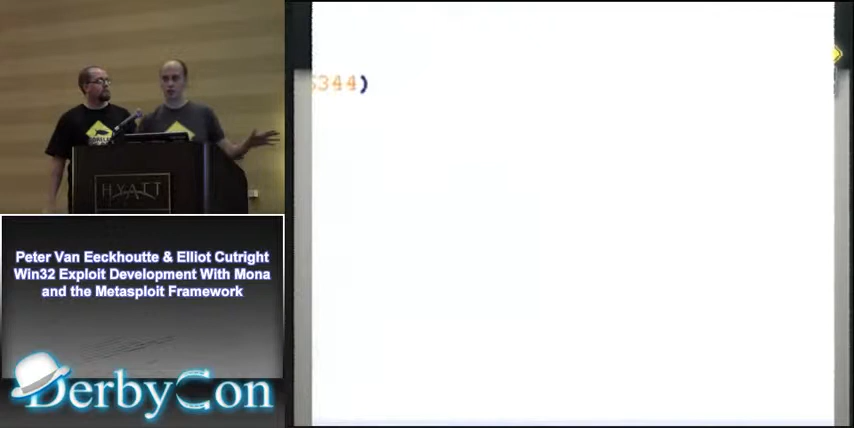 344)
HYATT
Peter Van Eeckhoutte & Elliot Cutright
Win32 Exploit Development With Mona
and the Metasploit Framework
DerbyCon